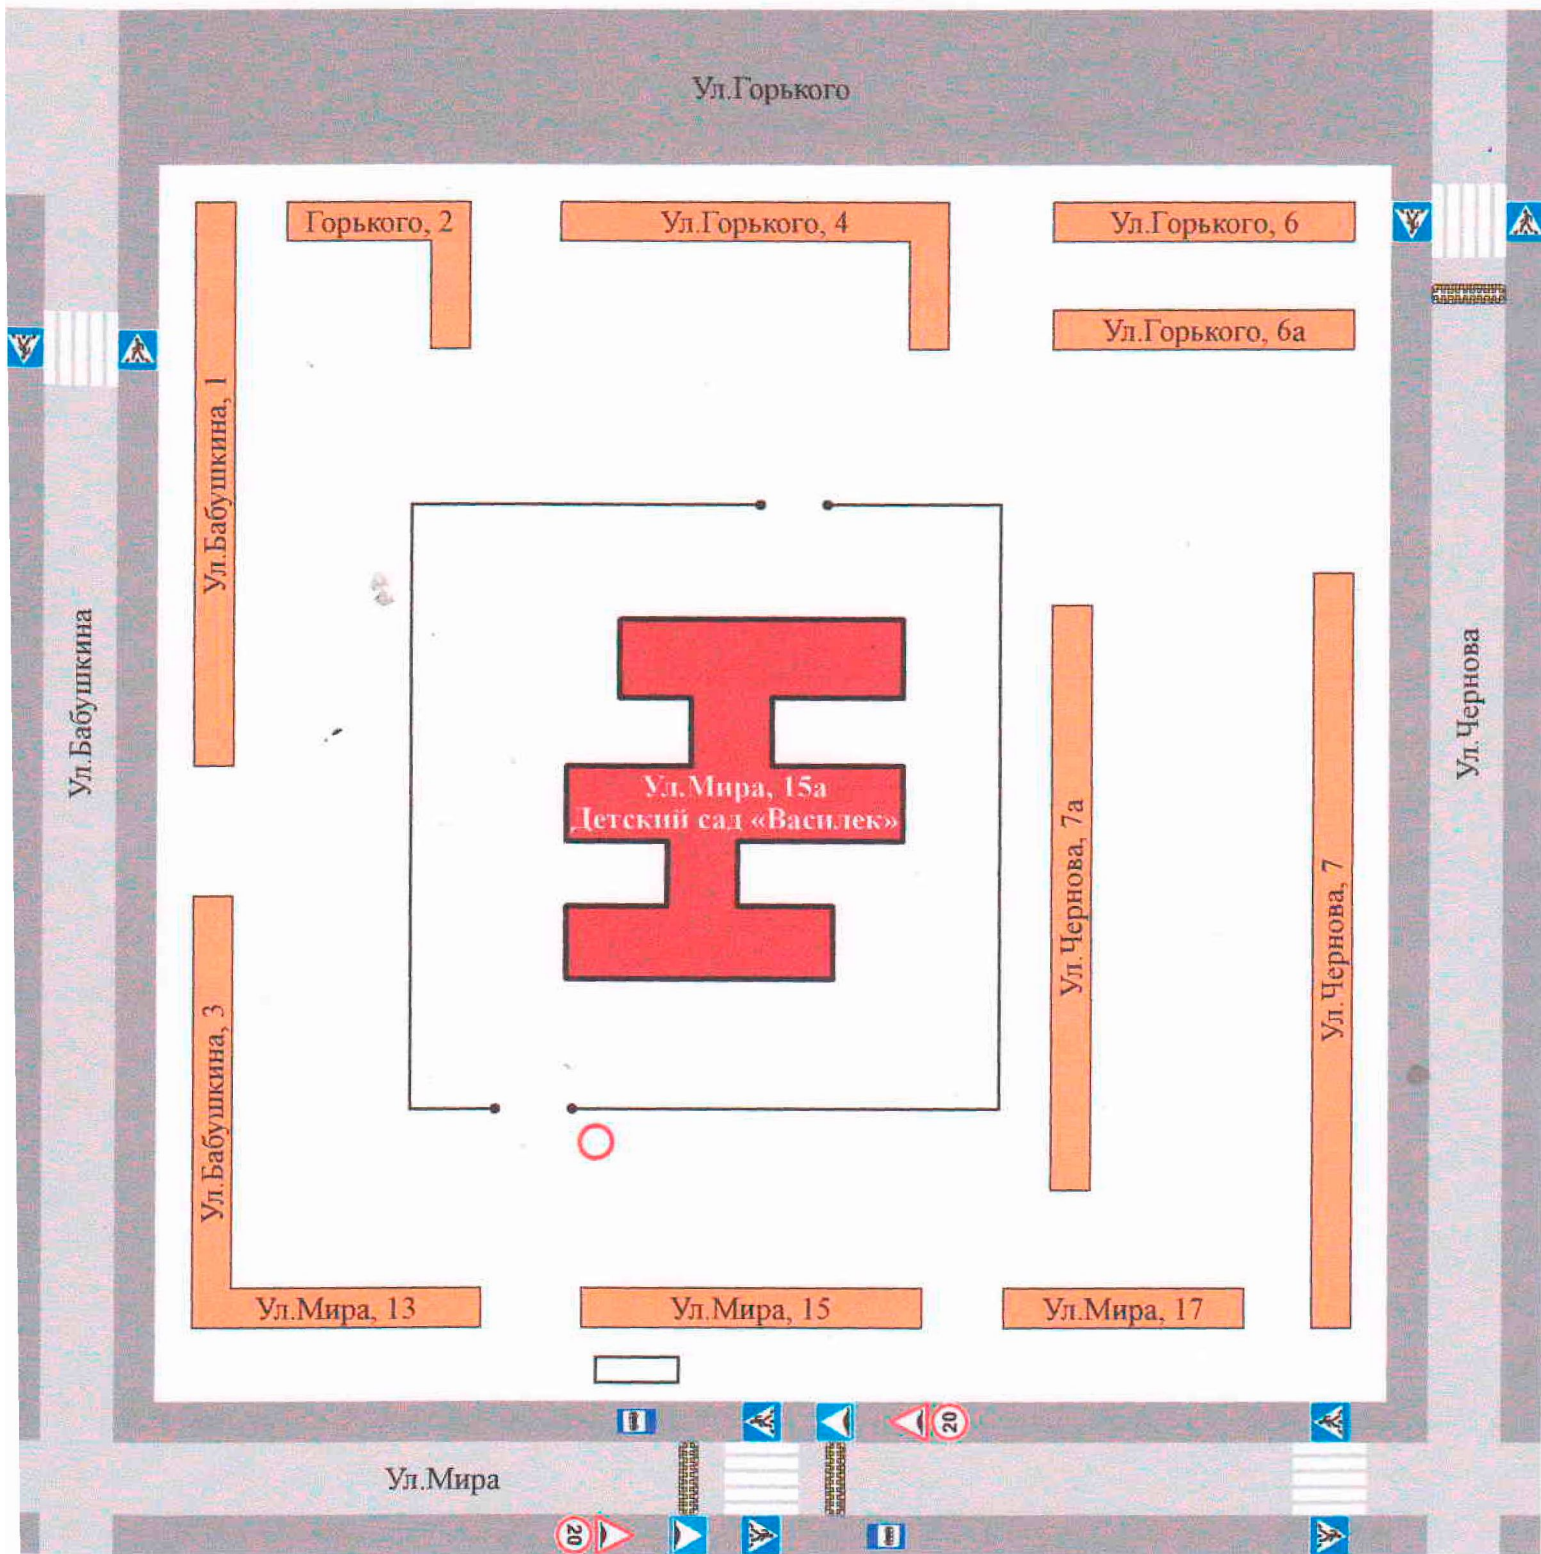 Ул.Горького
Горького, 2
Ул.Горького, 4
Ул.Горького, 6
Ул.Горького, 6а
Ул.Бабушкина, 1
Ул.Бабушкина
Ул.Чернова
Ул.Мира, 15а
Детский сад «Василек»
Ул.Чернова, 7а
Ул.Чернова, 7
Ул.Бабушкина, 3
Ул.Мира, 13
Ул.Мира, 15
Ул.Мира, 17
20
Ул.Мира
20